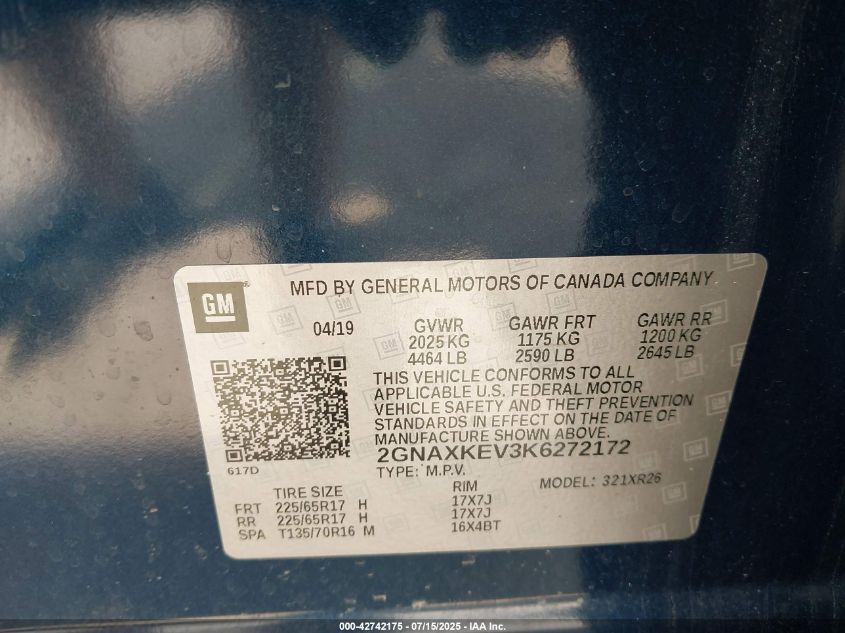 GM
MFD BY GENERAL MOTORS OF CANADA COMPANY
04/19 GVWR GAWR FRT GAWR RR
2025 KG 1175 KG 1200 KG
4464 LB 2590 LB 2645 LB
THIS VEHICLE CONFORMS TO ALL
APPLICABLE U.S. FEDERAL MOTOR
VEHICLE SAFETY AND THEFT PREVENTION
STANDARDS IN EFFECT ON THE DATE OF
MANUFACTURE SHOWN ABOVE.
617D
2GNAXKEV3K6272172
TYPE: M.P.V. MODEL: 321XR26
TIRE SIZE RIM
FRT 225/65R17 H 17X7J
RR 225/65R17 H 17X7J
SPA T135/70R16 M 16X4BT
000-42742175 - 07/15/2025 - IAA Inc.